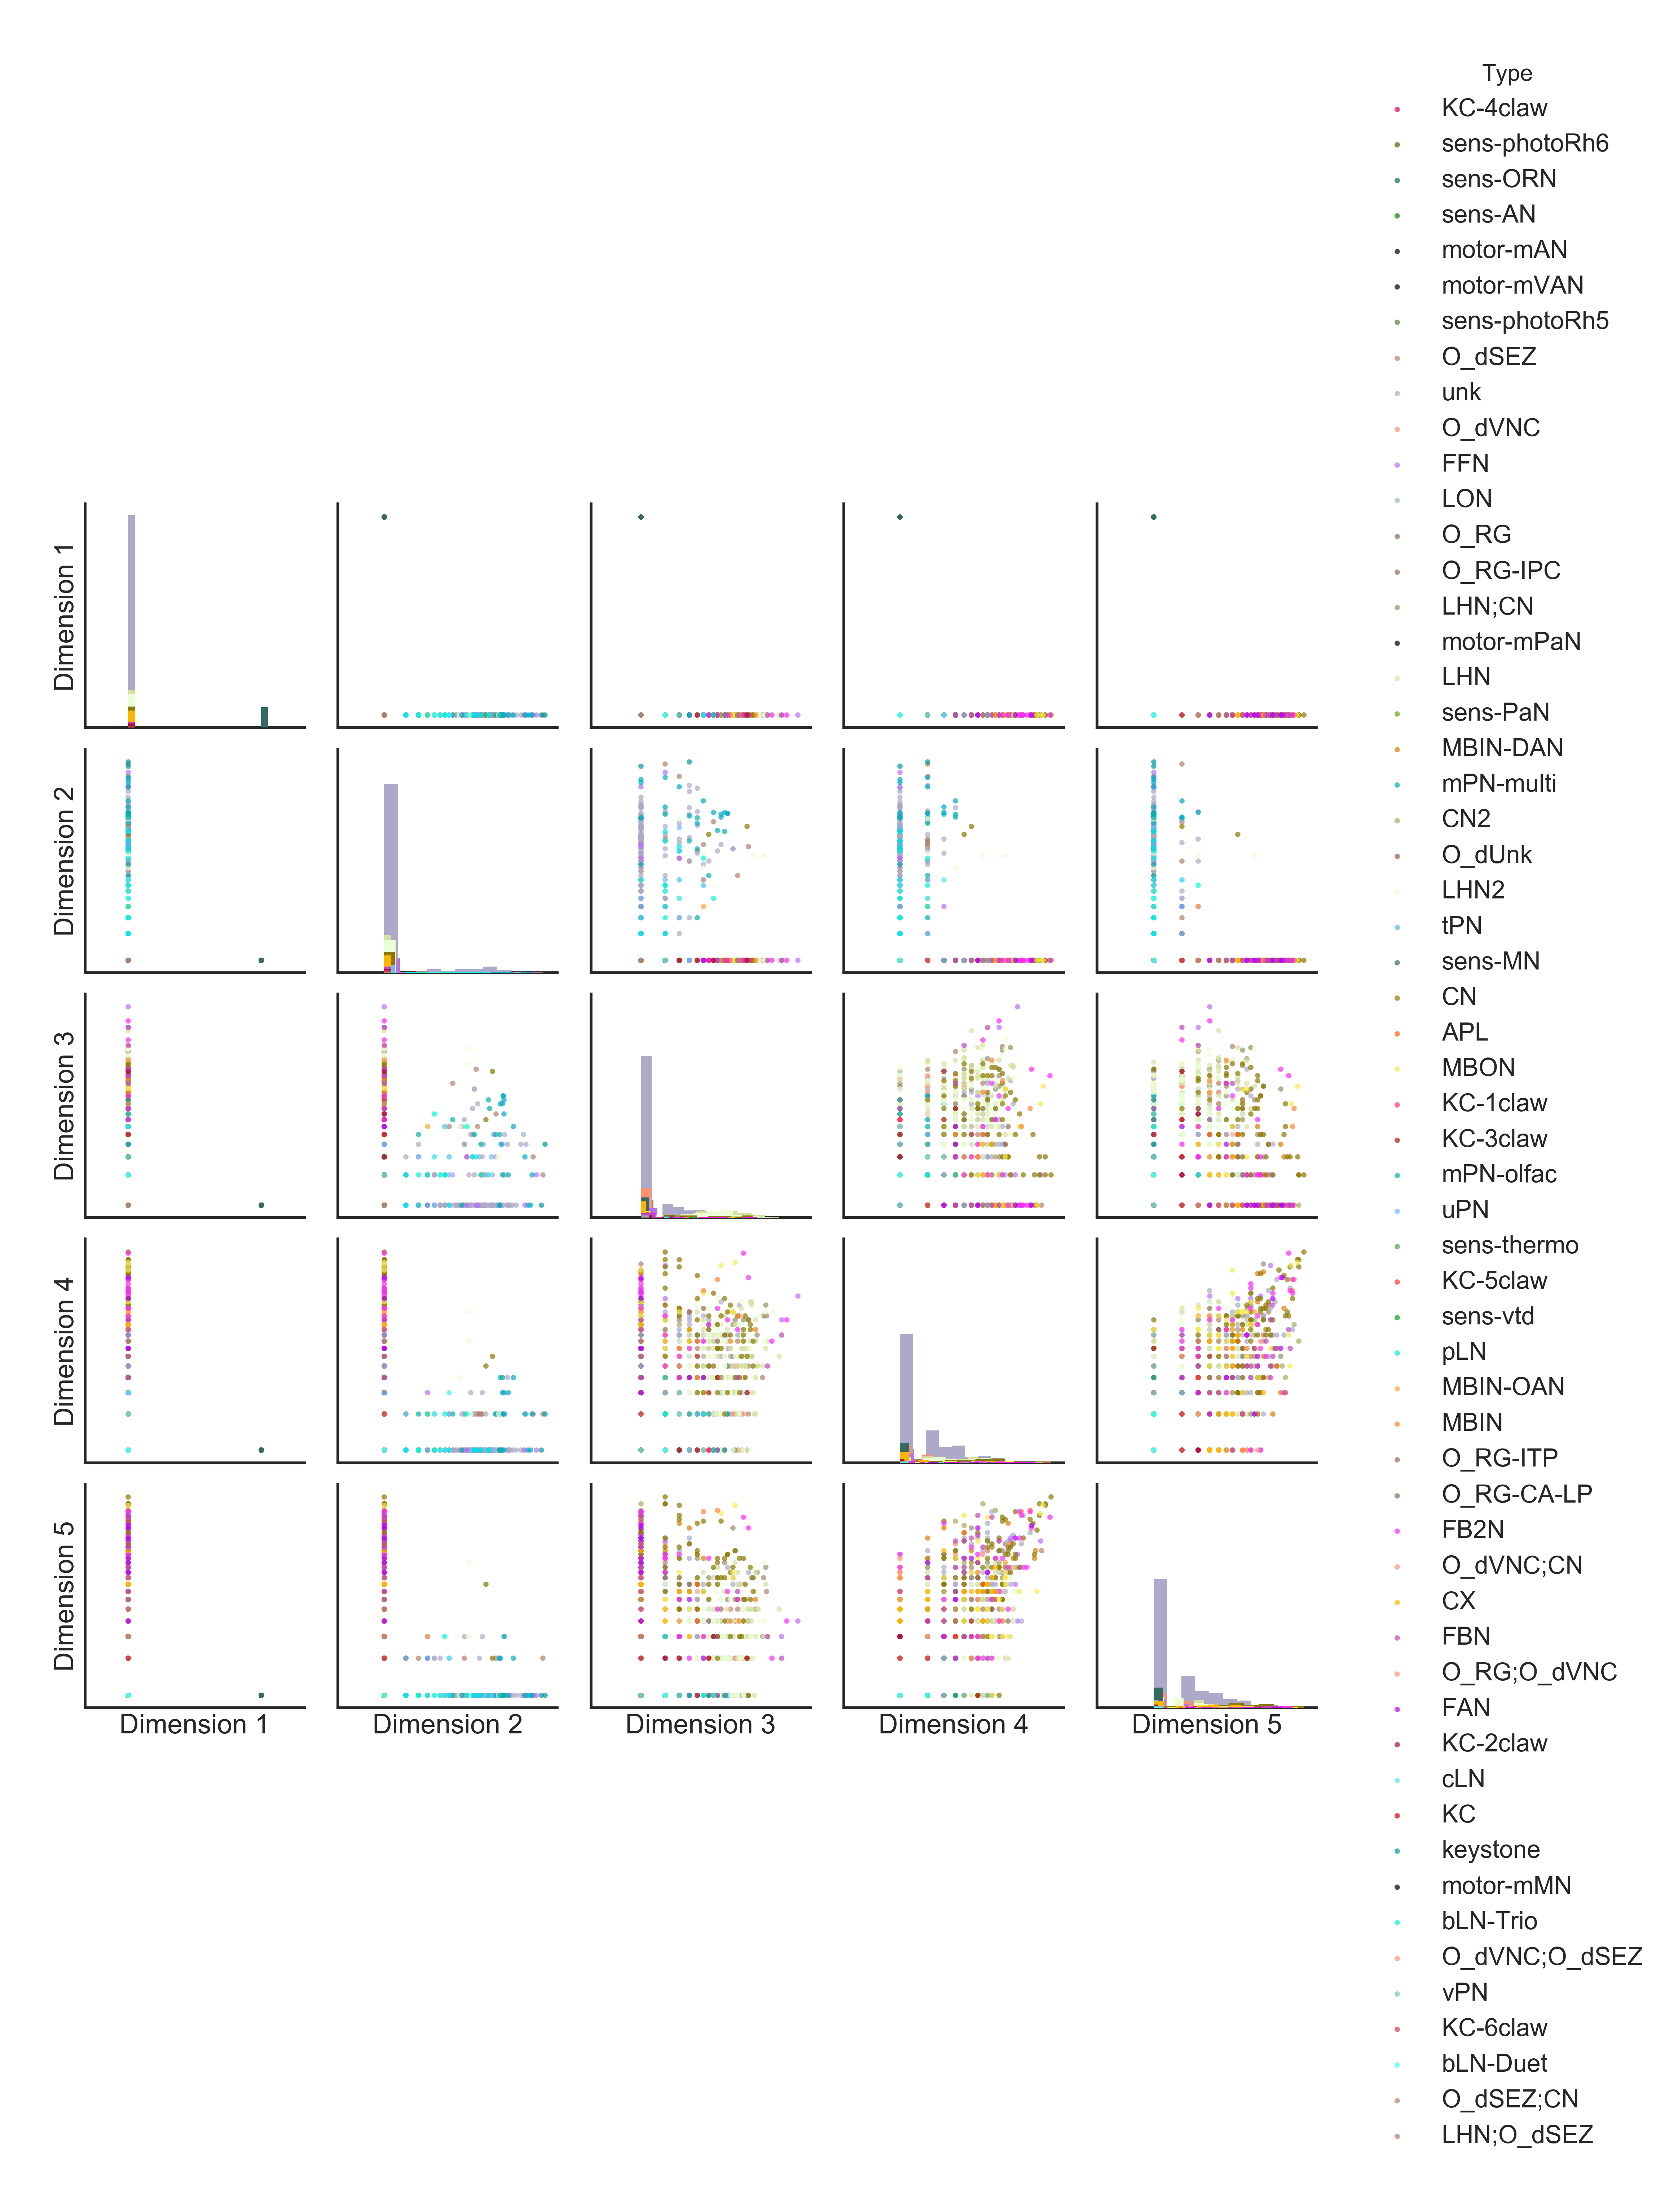 Type
KC-4claw
sens-photoRh6
sens-ORN
sens-AN
motor-mAN
motor-mVAN
sens-photoRh5
O_dSEZ
unk
O_dVNC
FFN
LON
O_RG
O_RG-IPC
LHN;CN
motor-mPaN
LHN
sens-PaN
MBIN-DAN
mPN-multi
CN2
O_dUnk
LHN2
tPN
sens-MN
CN
APL
MBON
KC-1claw
KC-3claw
mPN-olfac
uPN
sens-thermo
KC-5claw
sens-vtd
pLN
MBIN-OAN
MBIN
O_RG-ITP
O_RG-CA-LP
FB2N
O_dVNC;CN
CX
FBN
O_RG;O_dVNC
FAN
KC-2claw
cLN
KC
keystone
motor-mMN
bLN-Trio
O_dVNC;O_dSEZ
vPN
KC-6claw
bLN-Duet
O_dSEZ;CN
LHN;O_dSEZ
Dimension 1
Dimension 2
Dimension 3
Dimension 4
Dimension 5
Dimension 1
Dimension 2
Dimension 3
Dimension 4
Dimension 5